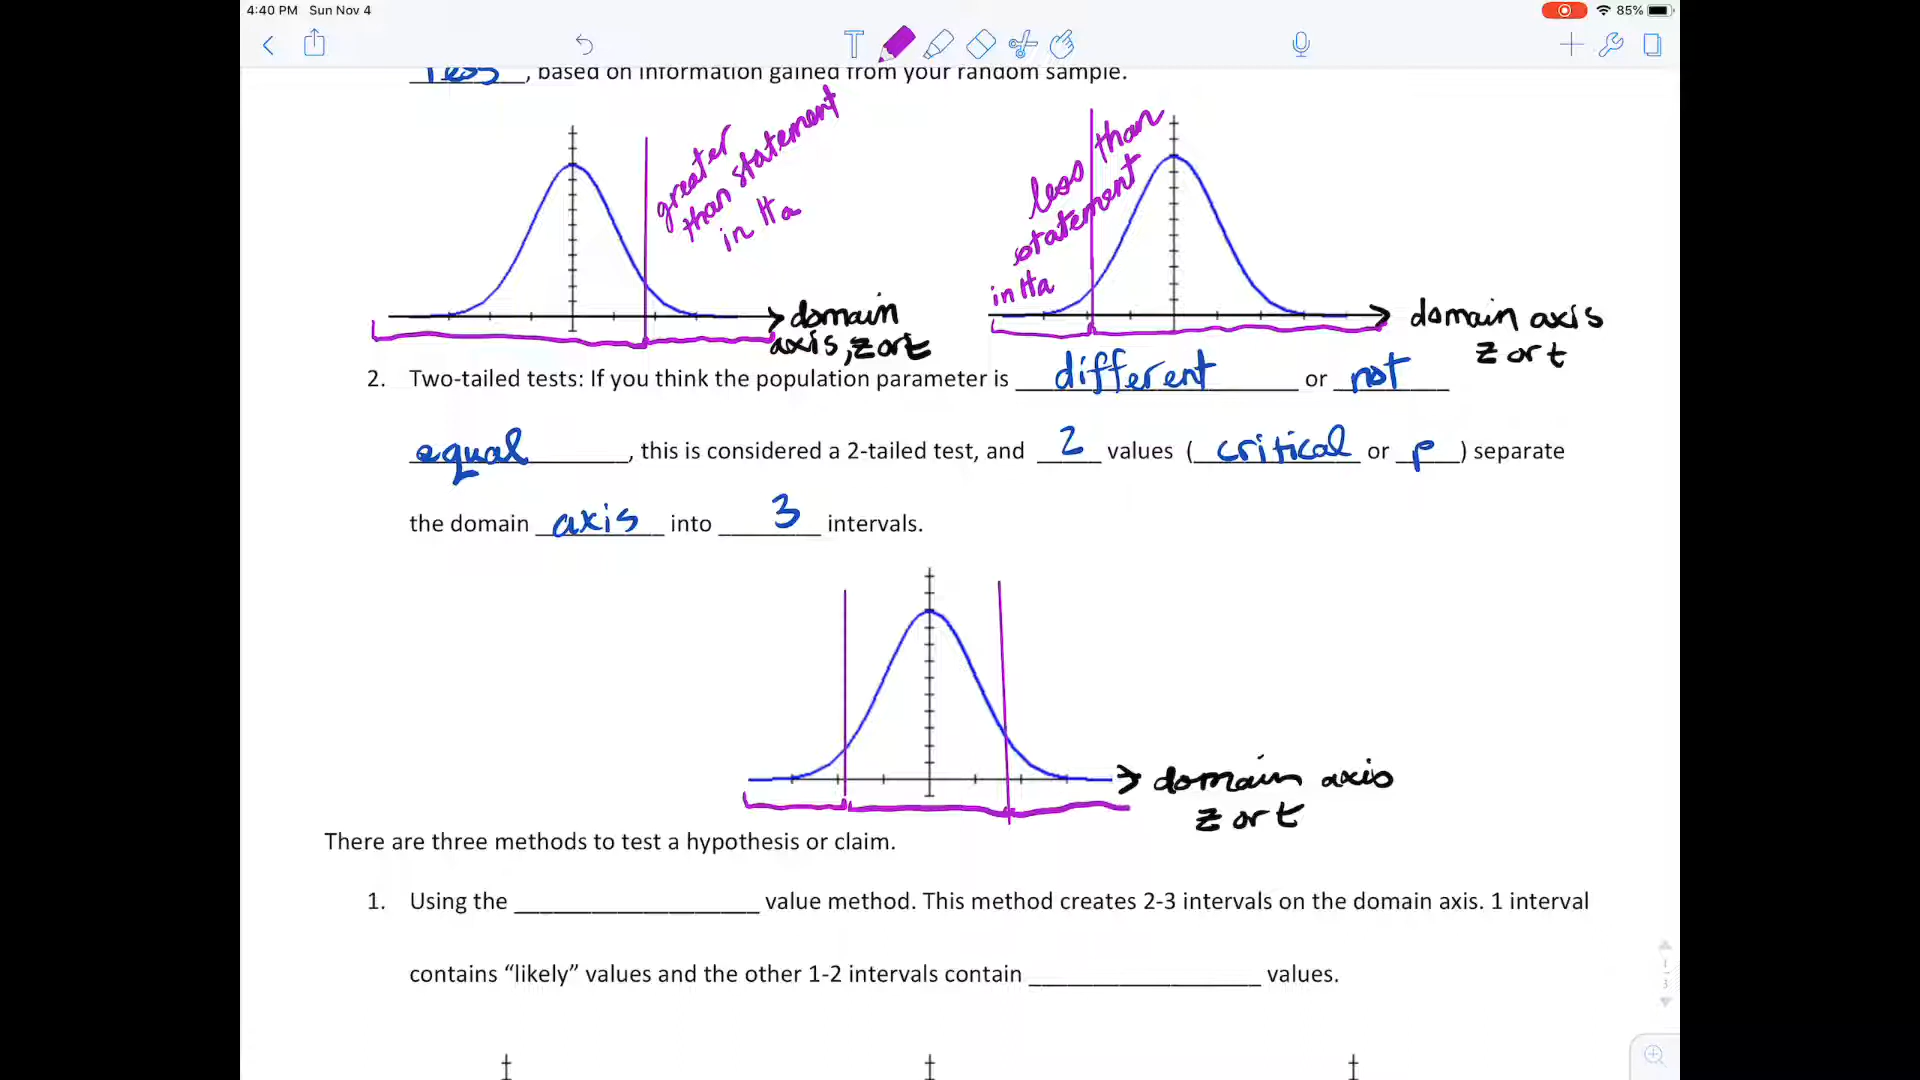 4:40 PM Sun Nov 4
85%
T
less, based on information gained from your random sample.
greater
than statement
in Ha
less than
statement
in Ha
domain
axis, z or t
domain axis
z or t
2. Two-tailed tests: If you think the population parameter is different or not
equal, this is considered a 2-tailed test, and 2 values (critical or p) separate
the domain axis into 3 intervals.
domain axis
z or t
There are three methods to test a hypothesis or claim.
1. Using the ____________________ value method. This method creates 2-3 intervals on the domain axis. 1 interval
contains “likely” values and the other 1-2 intervals contain ___________________ values.
1
3